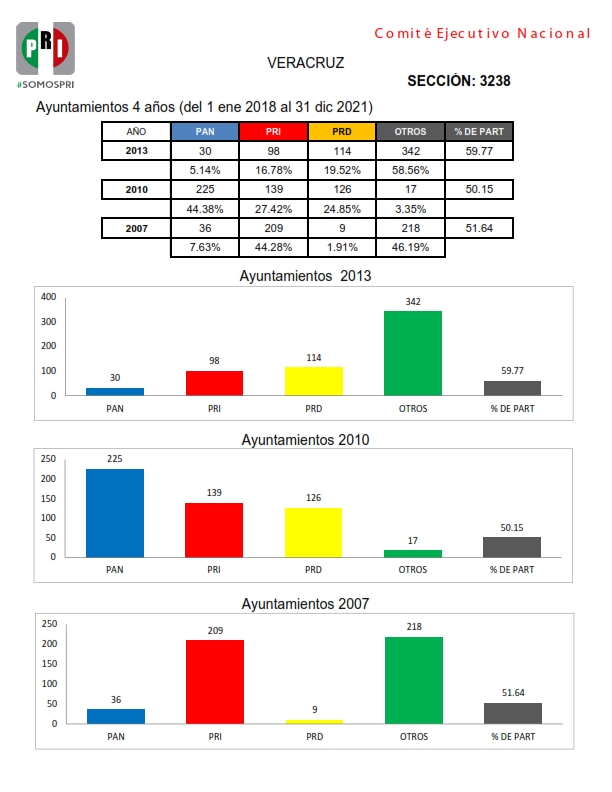 PRI
#SOMOSPRI
Comité Ejecutivo Nacional
VERACRUZ
SECCIÓN: 3238
Ayuntamientos 4 años (del 1 ene 2018 al 31 dic 2021)
AÑO PAN PRI PRD OTROS % DE PART
2013 30 98 114 342 59.77
5.14% 16.78% 19.52% 58.56%
2010 225 139 126 17 50.15
44.38% 27.42% 24.85% 3.35%
2007 36 209 9 218 51.64
7.63% 44.28% 1.91% 46.19%
Ayuntamientos 2013
400
300
200
100
0
30 98 114 342 59.77
PAN PRI PRD OTROS % DE PART
Ayuntamientos 2010
250
200
150
100
50
0
225 139 126 17 50.15
PAN PRI PRD OTROS % DE PART
Ayuntamientos 2007
250
200
150
100
50
0
36 209 9 218 51.64
PAN PRI PRD OTROS % DE PART